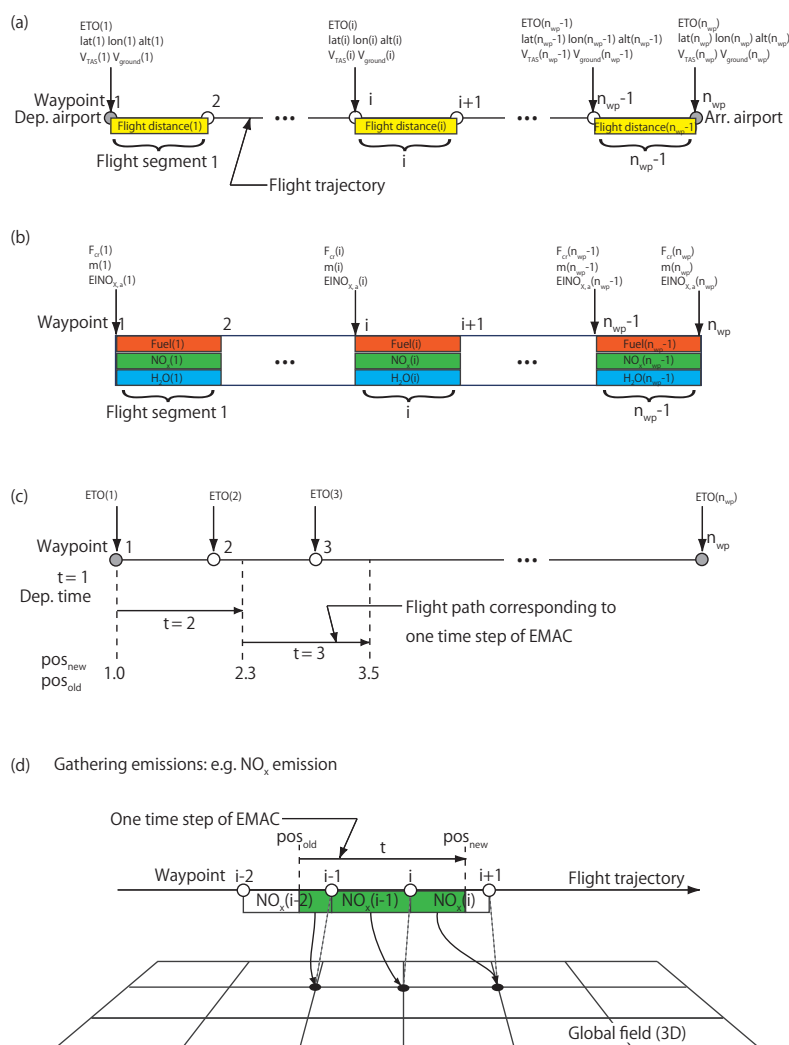 (a)
ETO(1)
lat(1) lon(1) alt(1)
V_TAS(1) V_ground(1)
ETO(i)
lat(i) lon(i) alt(i)
V_TAS(i) V_ground(i)
ETO(n_wp-1)
lat(n_wp-1) lon(n_wp-1) alt(n_wp-1)
V_TAS(n_wp-1) V_ground(n_wp-1)
ETO(n_wp)
lat(n_wp) lon(n_wp) alt(n_wp)
V_TAS(n_wp) V_ground(n_wp)
Waypoint 1 2 ••• i i+1 ••• n_wp-1 n_wp
Dep. airport Arr. airport
Flight distance(1) Flight distance(i) Flight distance(n_wp-1
Flight segment 1 i n_wp-1
Flight trajectory
(b)
F_cr(1)
m(1)
EINO_X,a(1)
F_cr(i)
m(i)
EINO_X,a(i)
F_cr(n_wp-1)
m(n_wp-1)
EINO_X,a(n_wp-1)
F_cr(n_wp)
m(n_wp)
EINO_X,a(n_wp)
Waypoint 1 2 i i+1 n_wp-1 n_wp
Fuel(1) Fuel(i) Fuel(n_wp-1)
NO_x(1) ••• NO_x(i) ••• NO_x(n_wp-1)
H_2O(1) H_2O(i) H_2O(n_wp-1)
Flight segment 1 i n_wp-1
(c)
ETO(1) ETO(2) ETO(3) ETO(n_wp)
Waypoint 1 2 3 ••• n_wp
t = 1
Dep. time
t = 2
t = 3
Flight path corresponding to
one time step of EMAC
pos_new
pos_old
1.0 2.3 3.5
(d) Gathering emissions: e.g. NO_x emission
One time step of EMAC
pos_old t pos_new
Waypoint i-2 i-1 i i+1 Flight trajectory
NO_x(i-2) NO_x(i-1) NO_x(i)
Global field (3D)